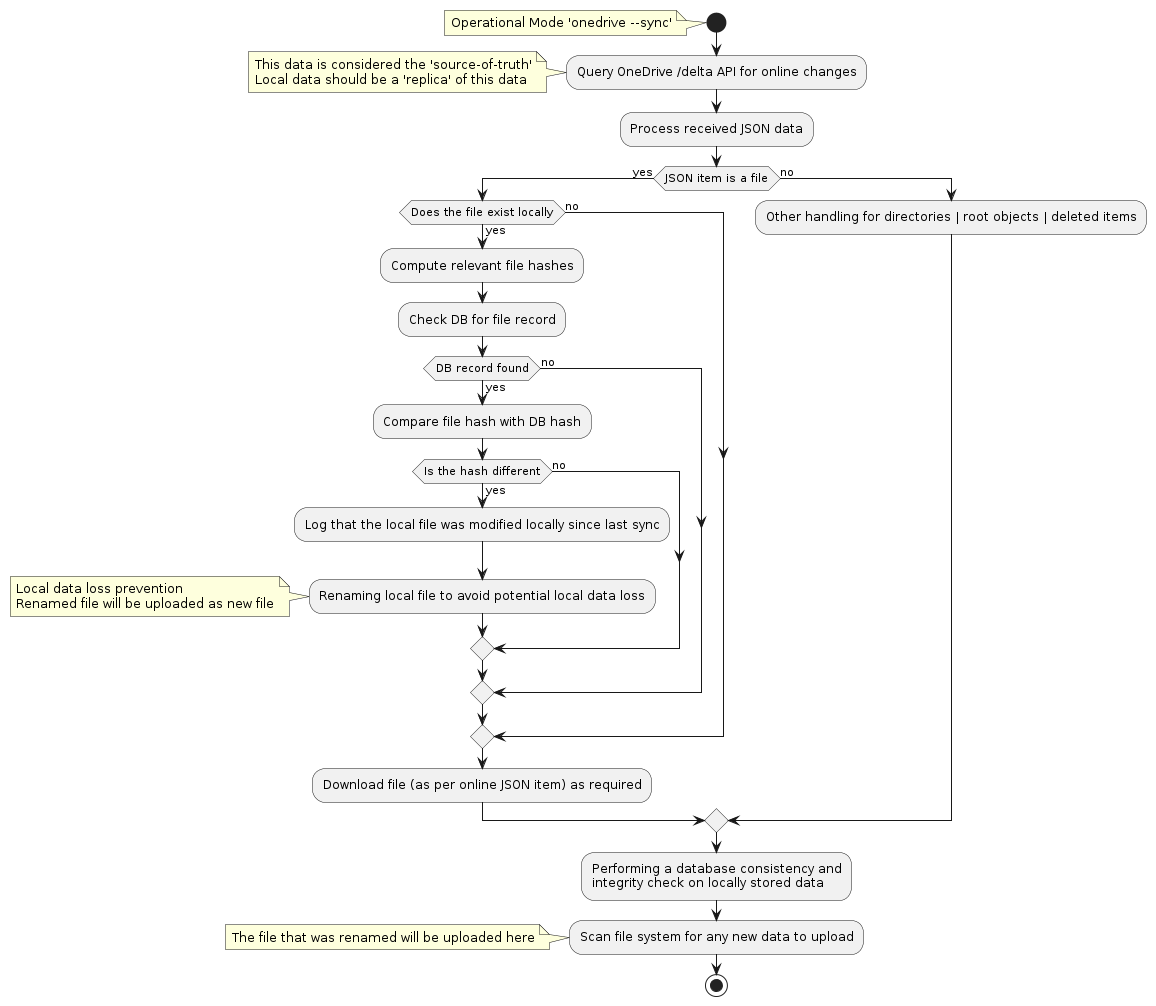 Operational Mode 'onedrive --sync'
This data is considered the 'source-of-truth'
Local data should be a 'replica' of this data
Query OneDrive /delta API for online changes
Process received JSON data
yes
JSON item is a file
no
Does the file exist locally
no
yes
Other handling for directories | root objects | deleted items
Compute relevant file hashes
Check DB for file record
DB record found
no
yes
Compare file hash with DB hash
Is the hash different
no
yes
Log that the local file was modified locally since last sync
Local data loss prevention
Renamed file will be uploaded as new file
Renaming local file to avoid potential local data loss
Download file (as per online JSON item) as required
Performing a database consistency and
integrity check on locally stored data
The file that was renamed will be uploaded here
Scan file system for any new data to upload